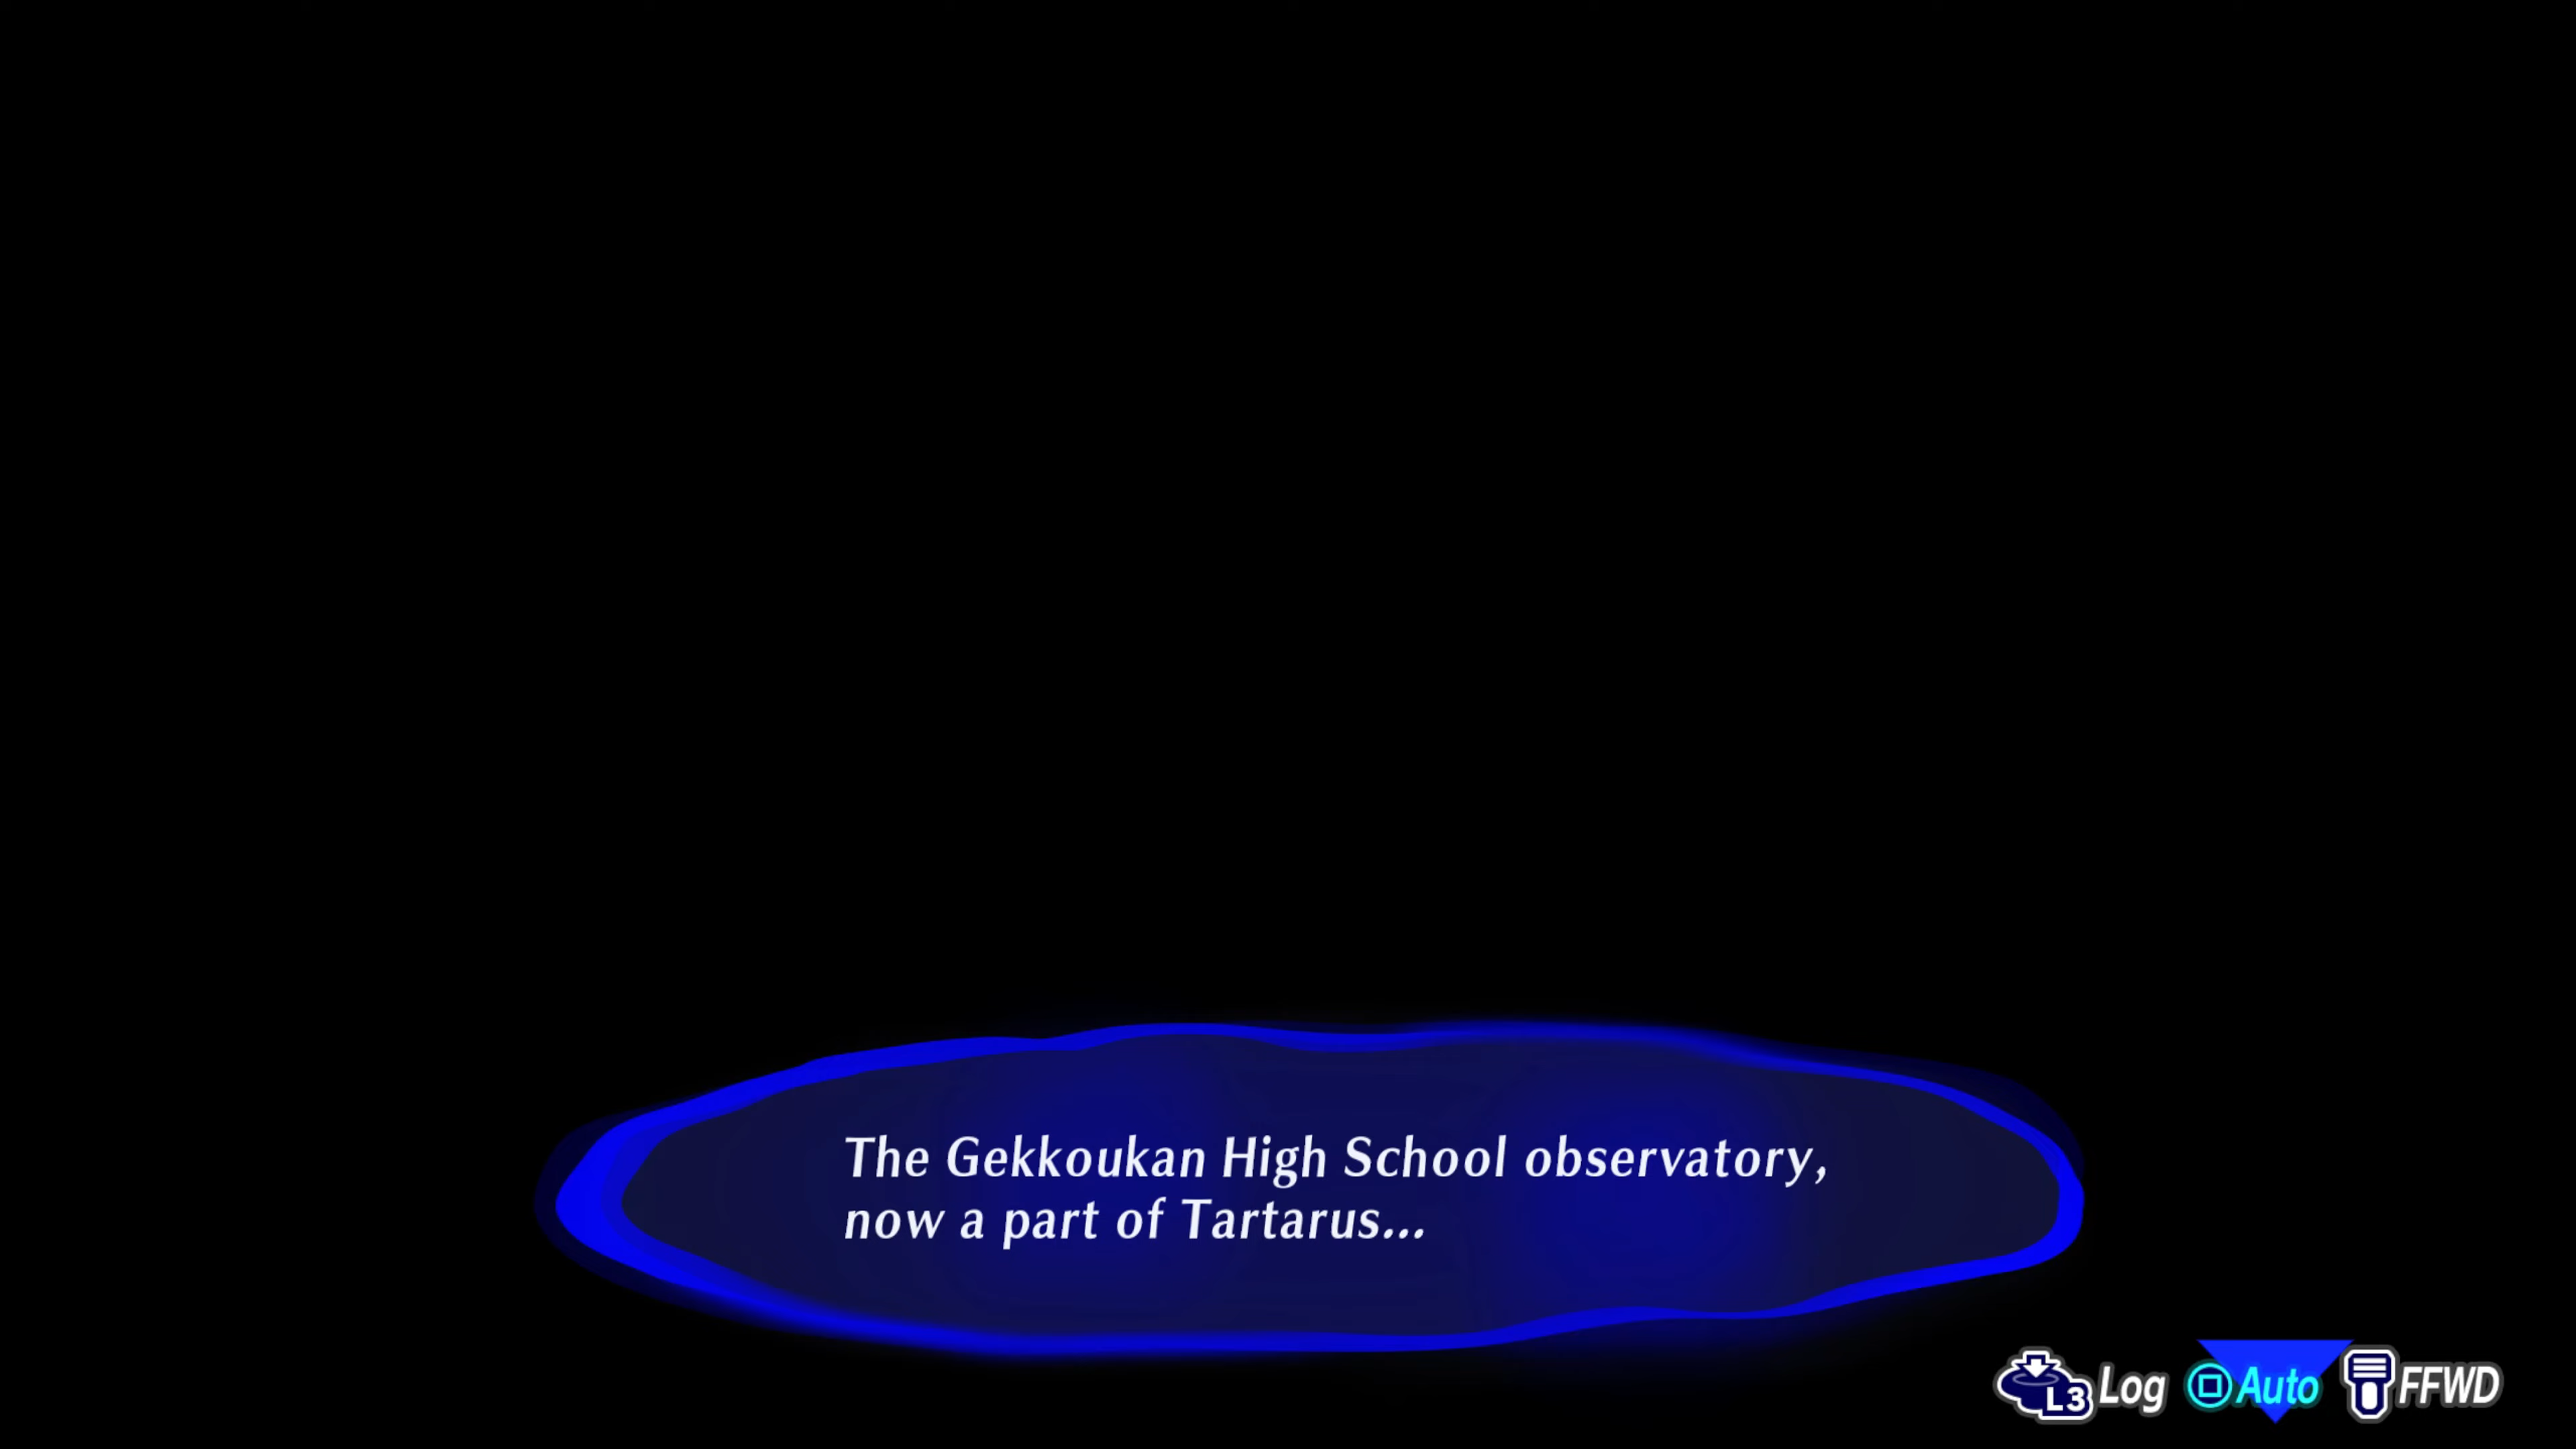 The Gekkoukan High School observatory,
now a part of Tartarus...
L3 Log Auto FFWD